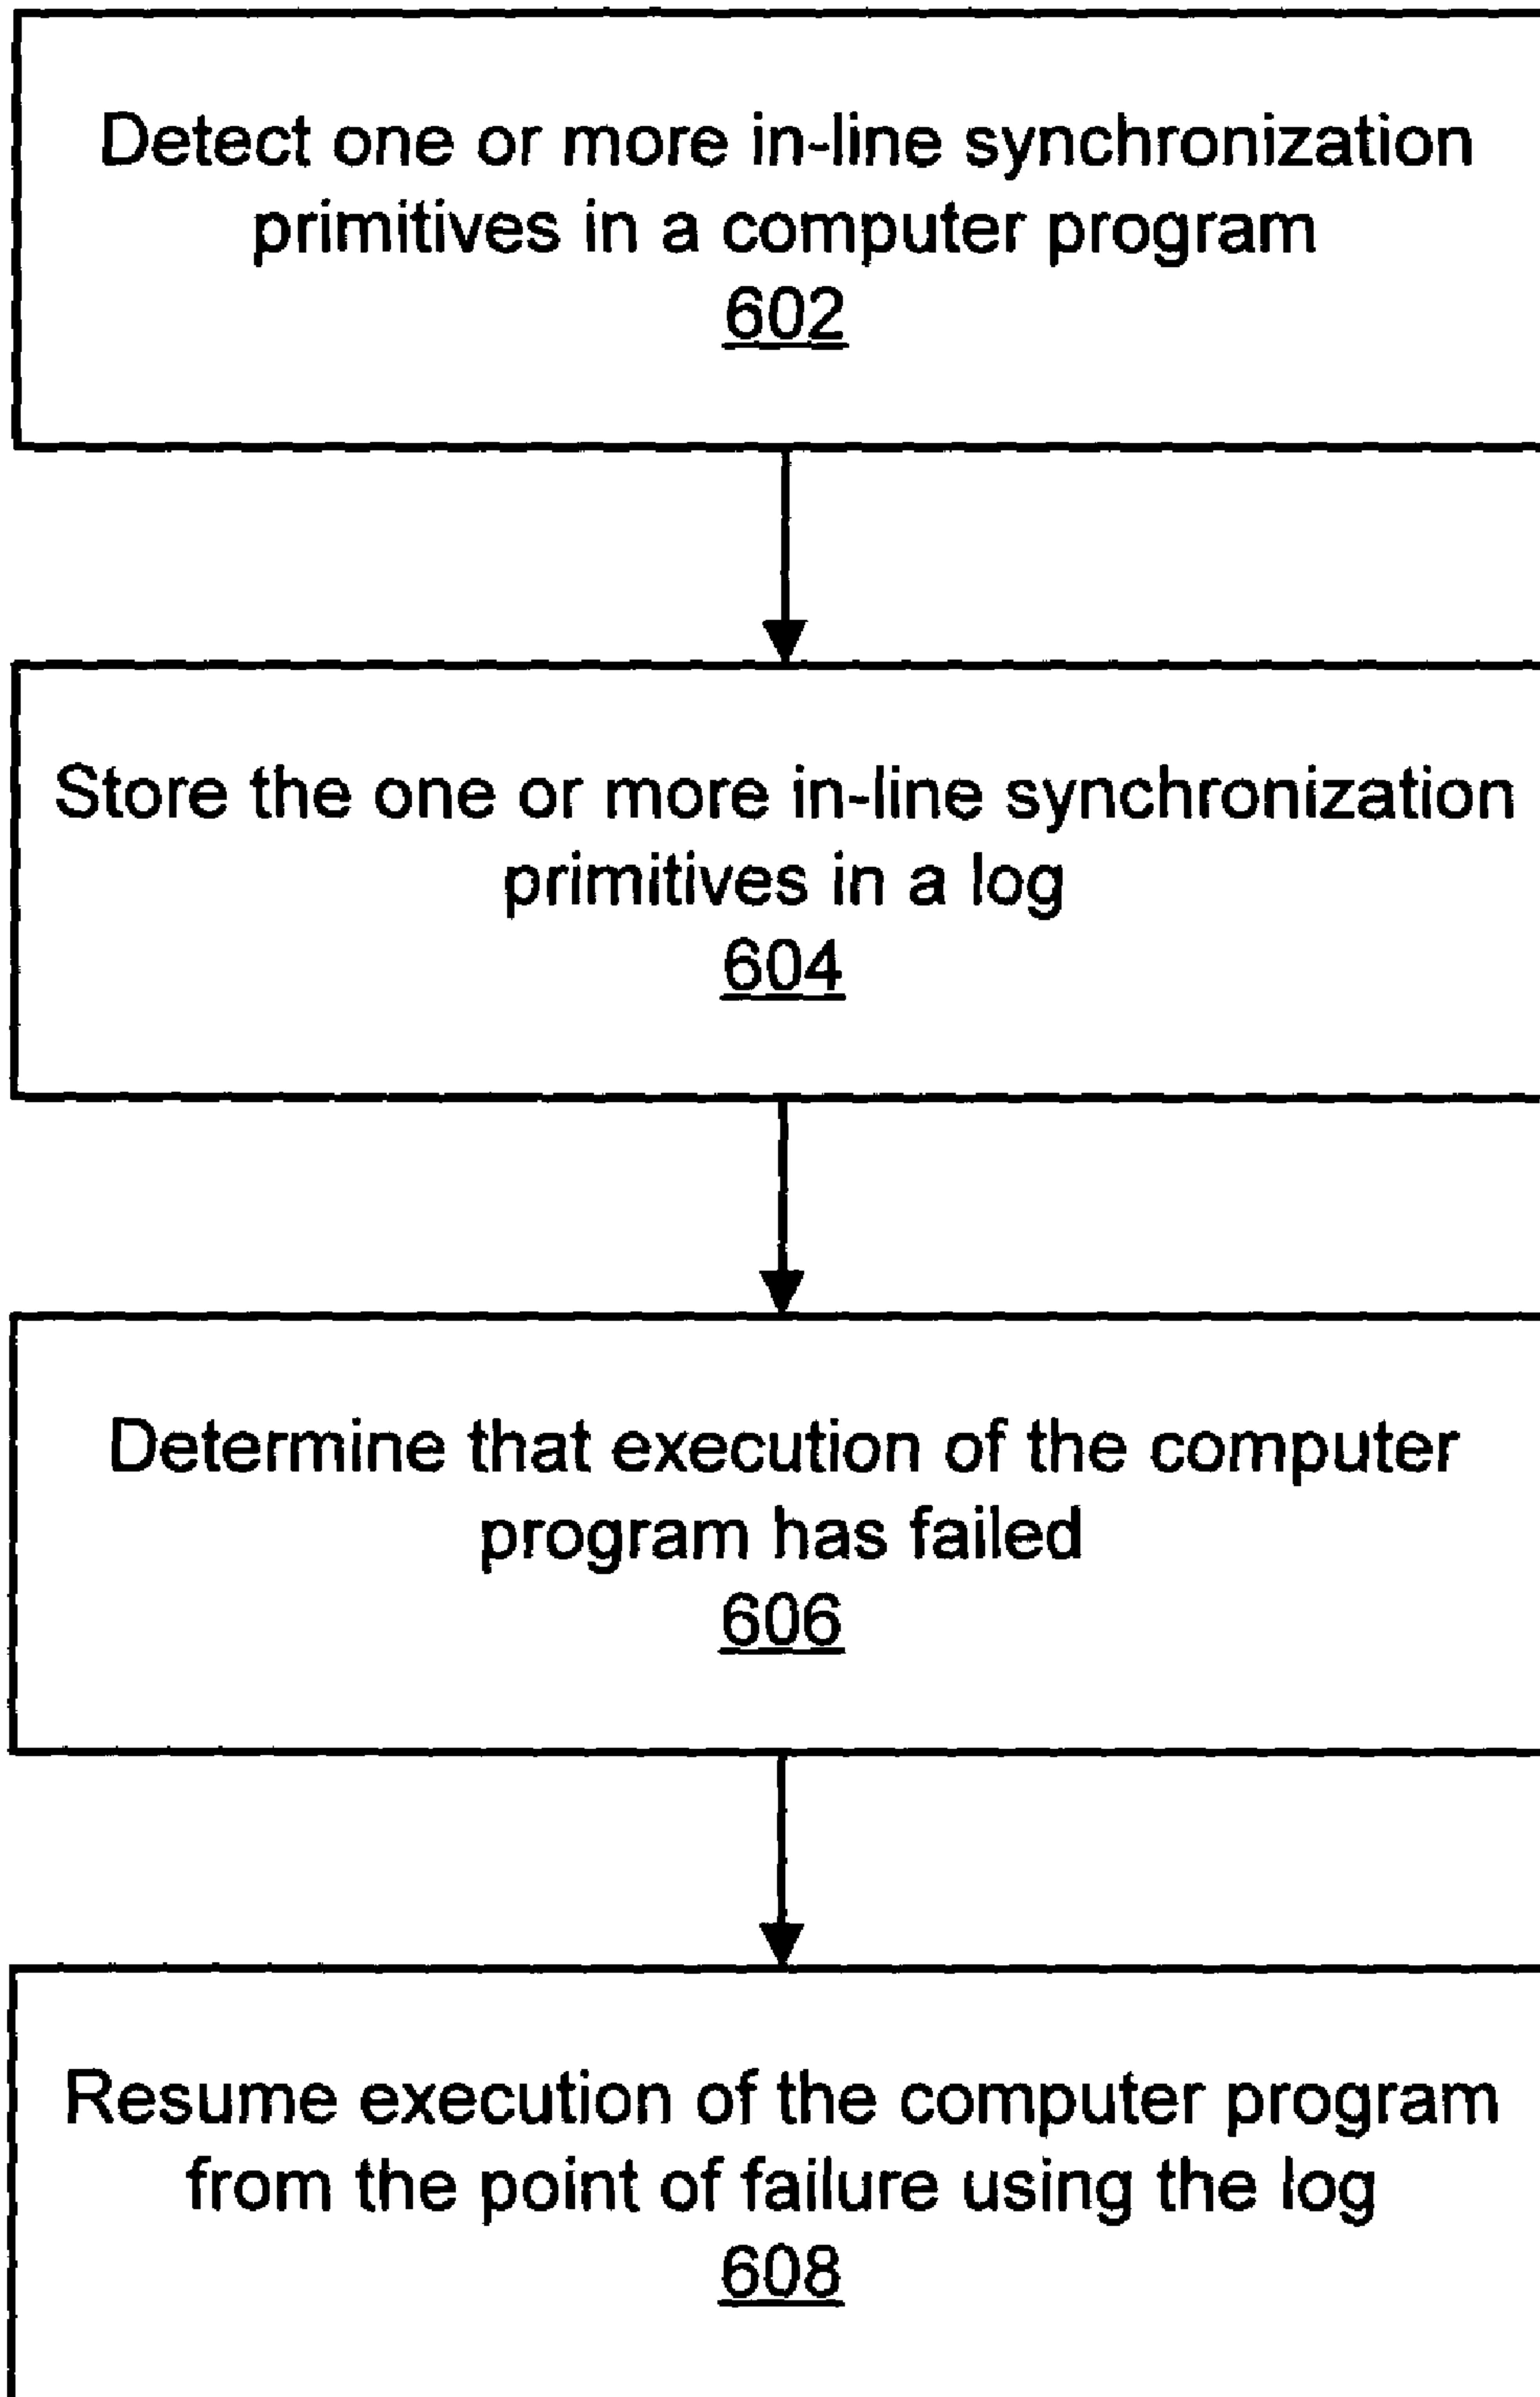 Detect one or more in-line synchronization
primitives in a computer program
602
Store the one or more in-line synchronization
primitives in a log
604
Determine that execution of the computer
program has failed
606
Resume execution of the computer program
from the point of failure using the log
608